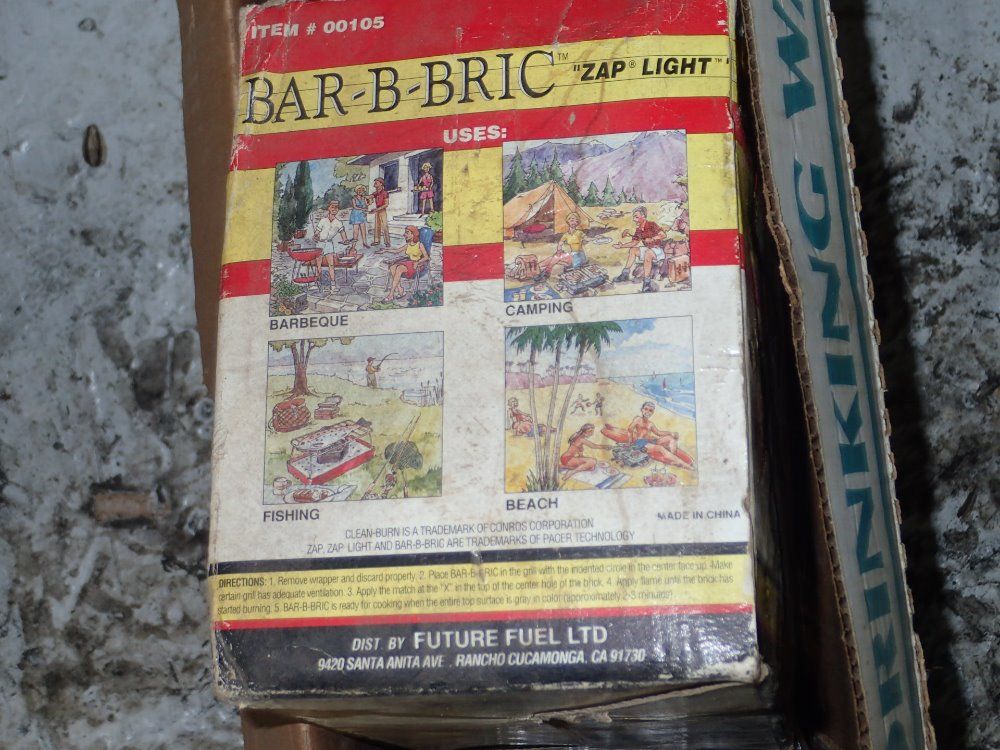 ITEM # 00105
BAR-B-BRIC™ "ZAP® LIGHT™"
USES:
BARBEQUE
CAMPING
FISHING
BEACH
MADE IN CHINA
CLEAN-BURN IS A TRADEMARK OF CONROS CORPORATION
ZAP, ZAP LIGHT AND BAR-B-BRIC ARE TRADEMARKS OF PACER TECHNOLOGY
DIRECTIONS: 1. Remove wrapper and discard properly. 2. Place BAR-B-BRIC in the grill with the indented circle in the center face up. Make
certain grill has adequate ventilation. 3. Apply the match at the "X" in the top of the center hole of the brick. 4. Apply flame until the brick has
started burning. 5. BAR-B-BRIC is ready for cooking when the entire top surface is gray in color (approximately 2-3 minutes).
DIST. BY FUTURE FUEL LTD
9420 SANTA ANITA AVE., RANCHO CUCAMONGA, CA 91730
DRINKING WA